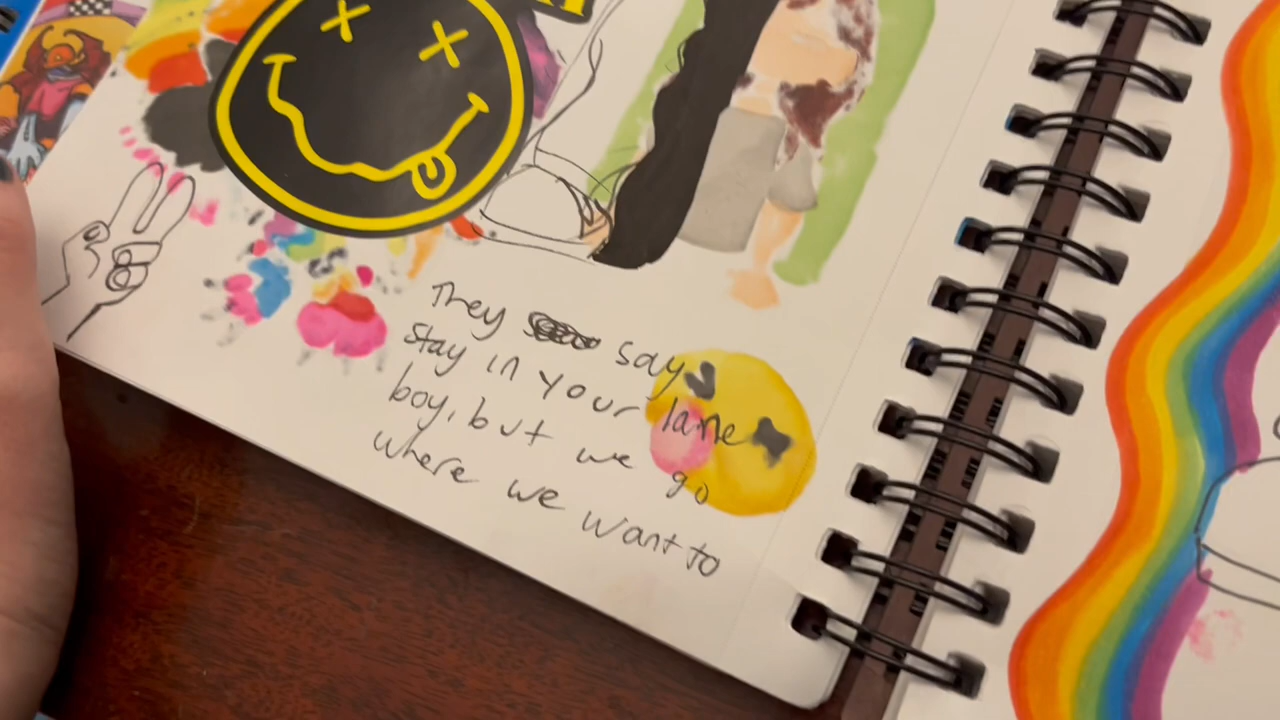 They say
stay in your lane
boy, but we go
where we want to